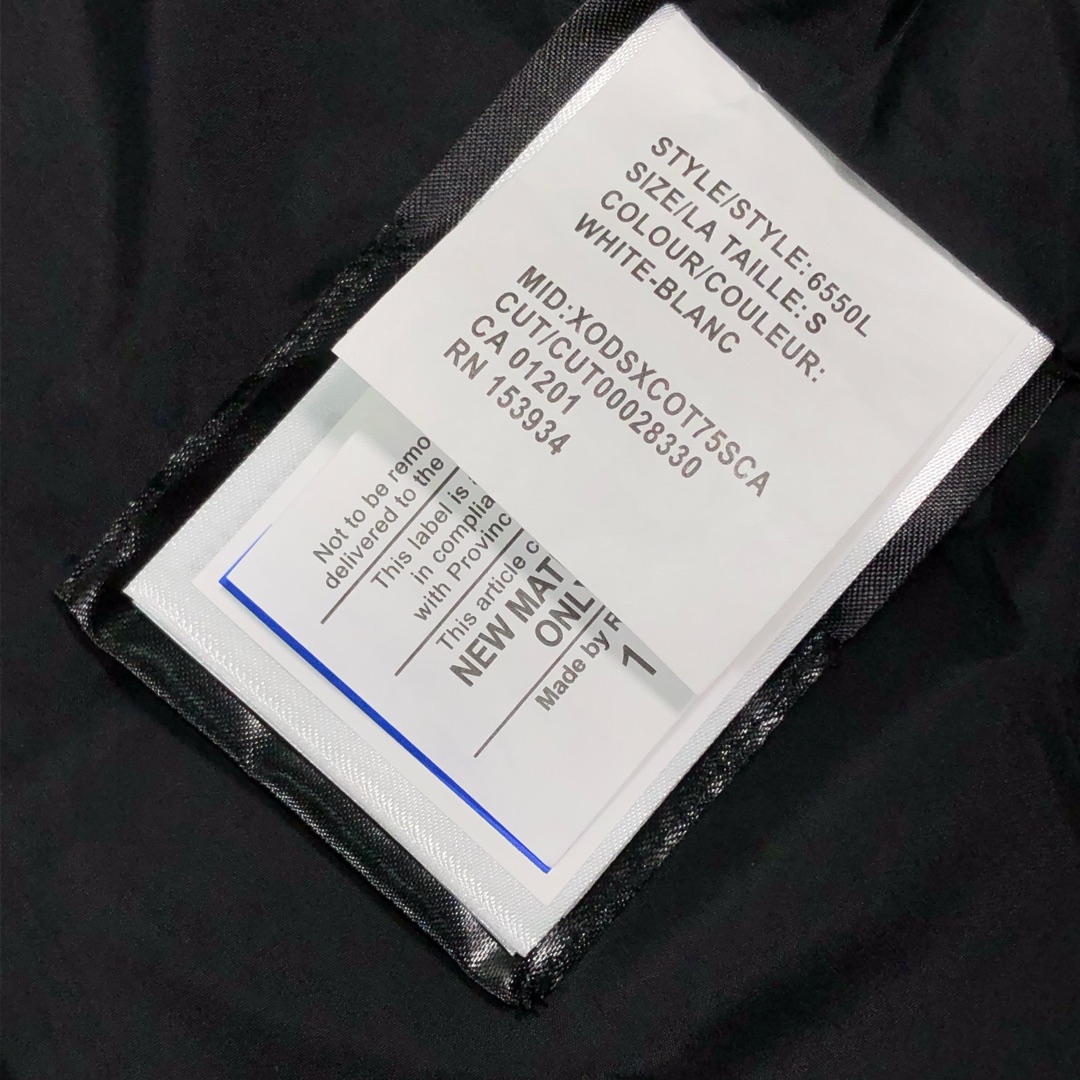 STYLE/STYLE: 6550L
SIZE/LA TAILLE: S
COLOUR/COULEUR:
WHITE-BLANC
MID:XODSXCOT75SCA
CUT/CUT00028330
CA 01201
RN 153934
Not to be remo
delivered to the
This label is
in complia
with Provinc
This article c
NEW MAT
ONL
Made by
1